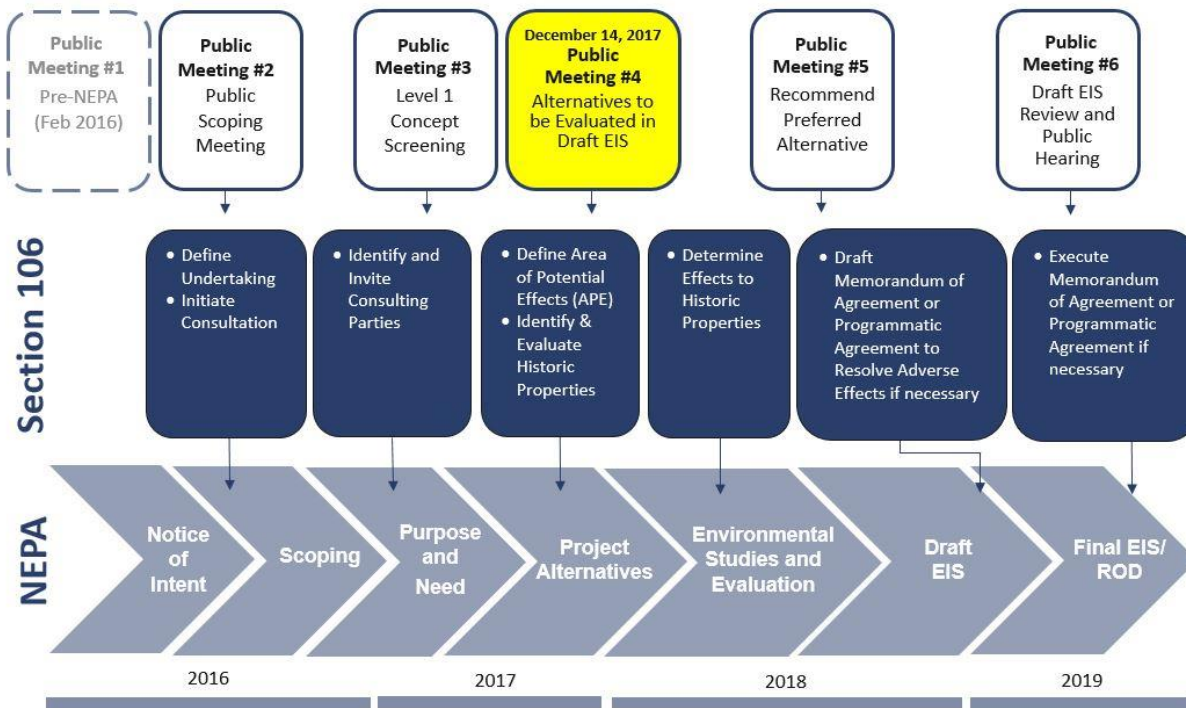 Public
Meeting #1
Pre-NEPA
(Feb 2016)
Public
Meeting #2
Public
Scoping
Meeting
Public
Meeting #3
Level 1
Concept
Screening
December 14, 2017
Public
Meeting #4
Alternatives to
be Evaluated in
Draft EIS
Public
Meeting #5
Recommend
Preferred
Alternative
Public
Meeting #6
Draft EIS
Review and
Public
Hearing
Section 106
• Define
Undertaking
• Initiate
Consultation
• Identify and
Invite
Consulting
Parties
• Define Area
of Potential
Effects (APE)
• Identify &
Evaluate
Historic
Properties
• Determine
Effects to
Historic
Properties
• Draft
Memorandum of
Agreement or
Programmatic
Agreement to
Resolve Adverse
Effects if necessary
• Execute
Memorandum
of Agreement or
Programmatic
Agreement if
necessary
NEPA
Notice
of
Intent
Scoping
Purpose
and
Need
Project
Alternatives
Environmental
Studies and
Evaluation
Draft
EIS
Final EIS/
ROD
2016
2017
2018
2019